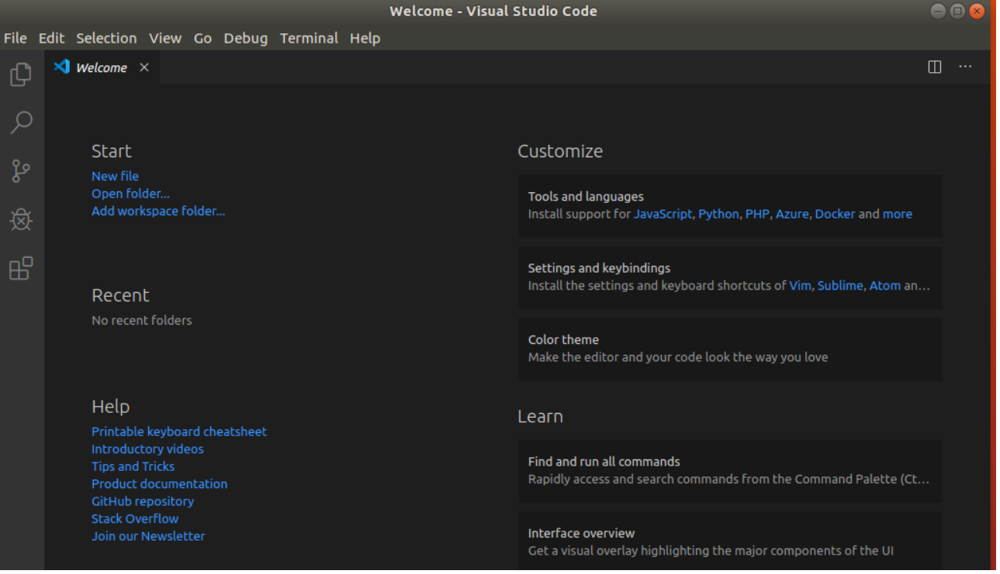 Welcome - Visual Studio Code
File Edit Selection View Go Debug Terminal Help
Welcome
Start
New file
Open folder...
Add workspace folder...
Recent
No recent folders
Help
Printable keyboard cheatsheet
Introductory videos
Tips and Tricks
Product documentation
GitHub repository
Stack Overflow
Join our Newsletter
Customize
Tools and languages
Install support for JavaScript, Python, PHP, Azure, Docker and more
Settings and keybindings
Install the settings and keyboard shortcuts of Vim, Sublime, Atom an...
Color theme
Make the editor and your code look the way you love
Learn
Find and run all commands
Rapidly access and search commands from the Command Palette (Ct...
Interface overview
Get a visual overlay highlighting the major components of the UI